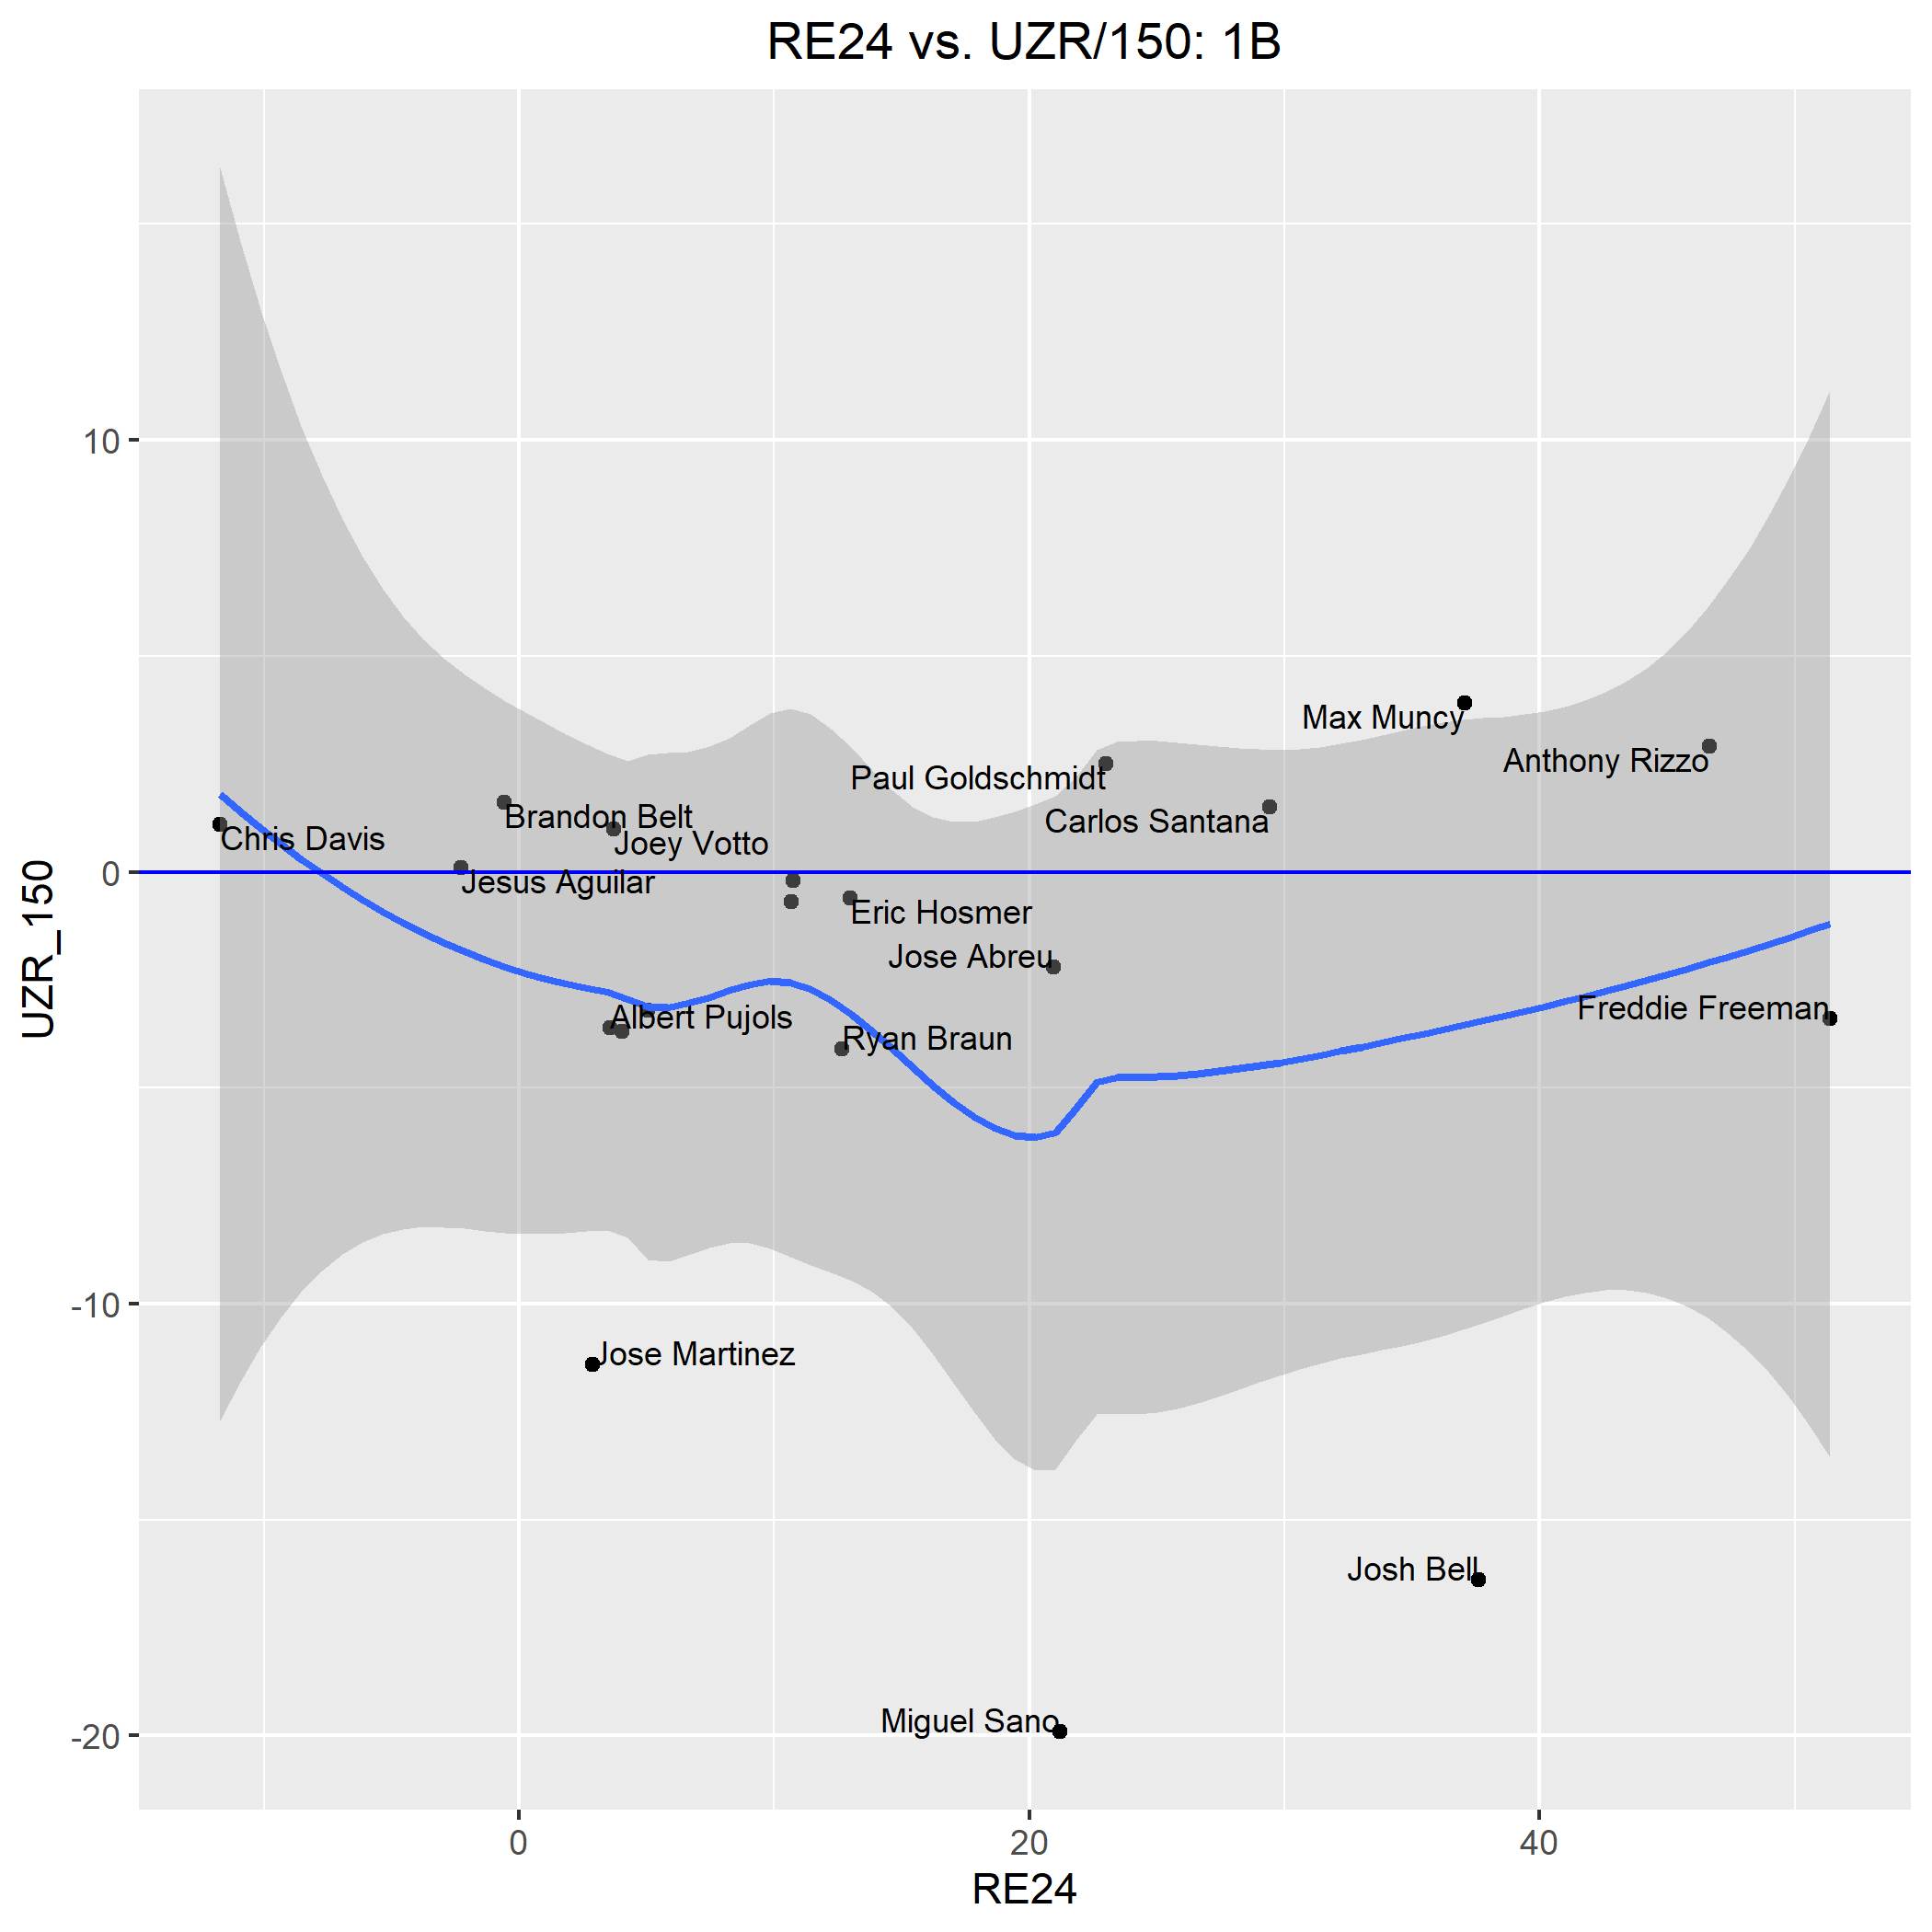 RE24 vs. UZR/150: 1B
10
0
-10
-20
UZR_150
Max Muncy
Anthony Rizzo
Paul Goldschmidt
Carlos Santana
Brandon Belt
Chris Davis
Joey Votto
Jesus Aguilar
Eric Hosmer
Jose Abreu
Freddie Freeman
Albert Pujols
Ryan Braun
Jose Martinez
Josh Bell
Miguel Sano
0
20
40
RE24